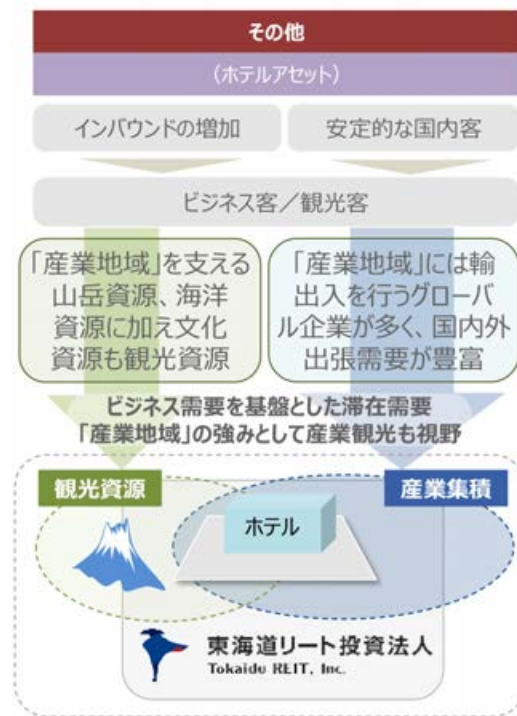 その他
（ホテルアセット）
インバウンドの増加
安定的な国内客
ビジネス客／観光客
「産業地域」を支える
山岳資源、海洋
資源に加え文化
資源も観光資源
「産業地域」には輸
出入を行うグローバ
ル企業が多く、国内外
出張需要が豊富
ビジネス需要を基盤とした滞在需要
「産業地域」の強みとして産業観光も視野
観光資源
産業集積
ホテル
東海道リート投資法人
Tokaido REIT, Inc.